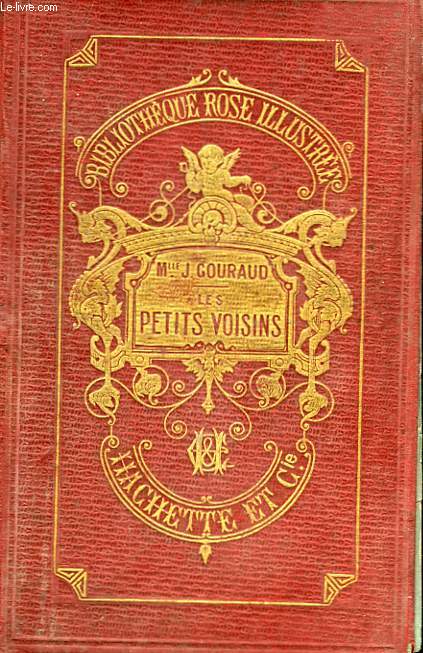 Le-livre.com
BIBLIOTHÈQUE ROSE ILLUSTRÉE
MLLE J. GOURAUD
LES
PETITS VOISINS
H&C
HACHETTE ET Cie